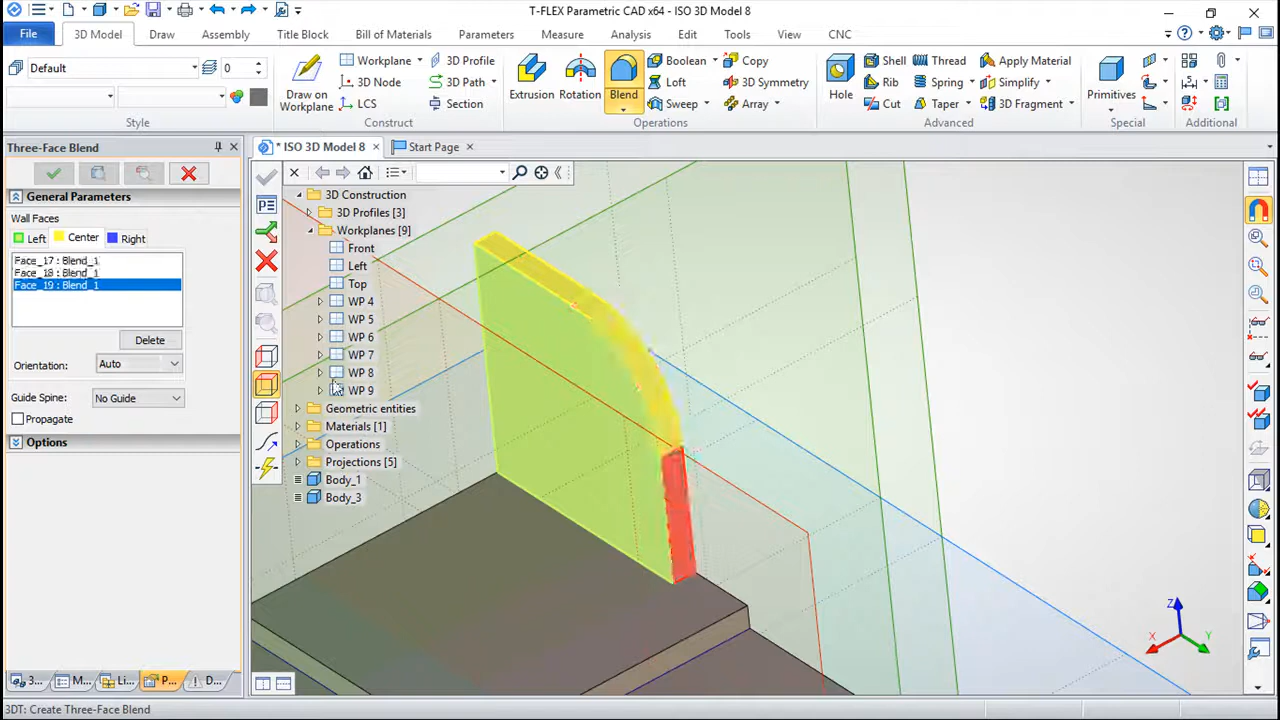 T-FLEX Parametric CAD x64 - ISO 3D Model 8
File
3D Model
Draw
Assembly
Title Block
Bill of Materials
Parameters
Measure
Analysis
Edit
Tools
View
CNC
Default
0
Style
Draw on
Workplane
Workplane
3D Node
LCS
3D Profile
3D Path
Section
Construct
Extrusion
Rotation
Blend
Boolean
Loft
Sweep
Copy
3D Symmetry
Array
Operations
Hole
Shell
Rib
Cut
Thread
Spring
Taper
Apply Material
Simplify
3D Fragment
Advanced
Primitives
Special
Additional
Three-Face Blend
* ISO 3D Model 8
Start Page
General Parameters
Wall Faces
Left
Center
Right
Face_17 : Blend_1
Face_18 : Blend_1
Face_19 : Blend_1
Delete
Orientation:
Auto
Guide Spine:
No Guide
Propagate
Options
3D Construction
3D Profiles [3]
Workplanes [9]
Front
Left
Top
WP 4
WP 5
WP 6
WP 7
WP 8
WP 9
Geometric entities
Materials [1]
Operations
Projections [5]
Body_1
Body_3
Z
X
Y
3...
M...
Li...
P...
D...
3DT: Create Three-Face Blend